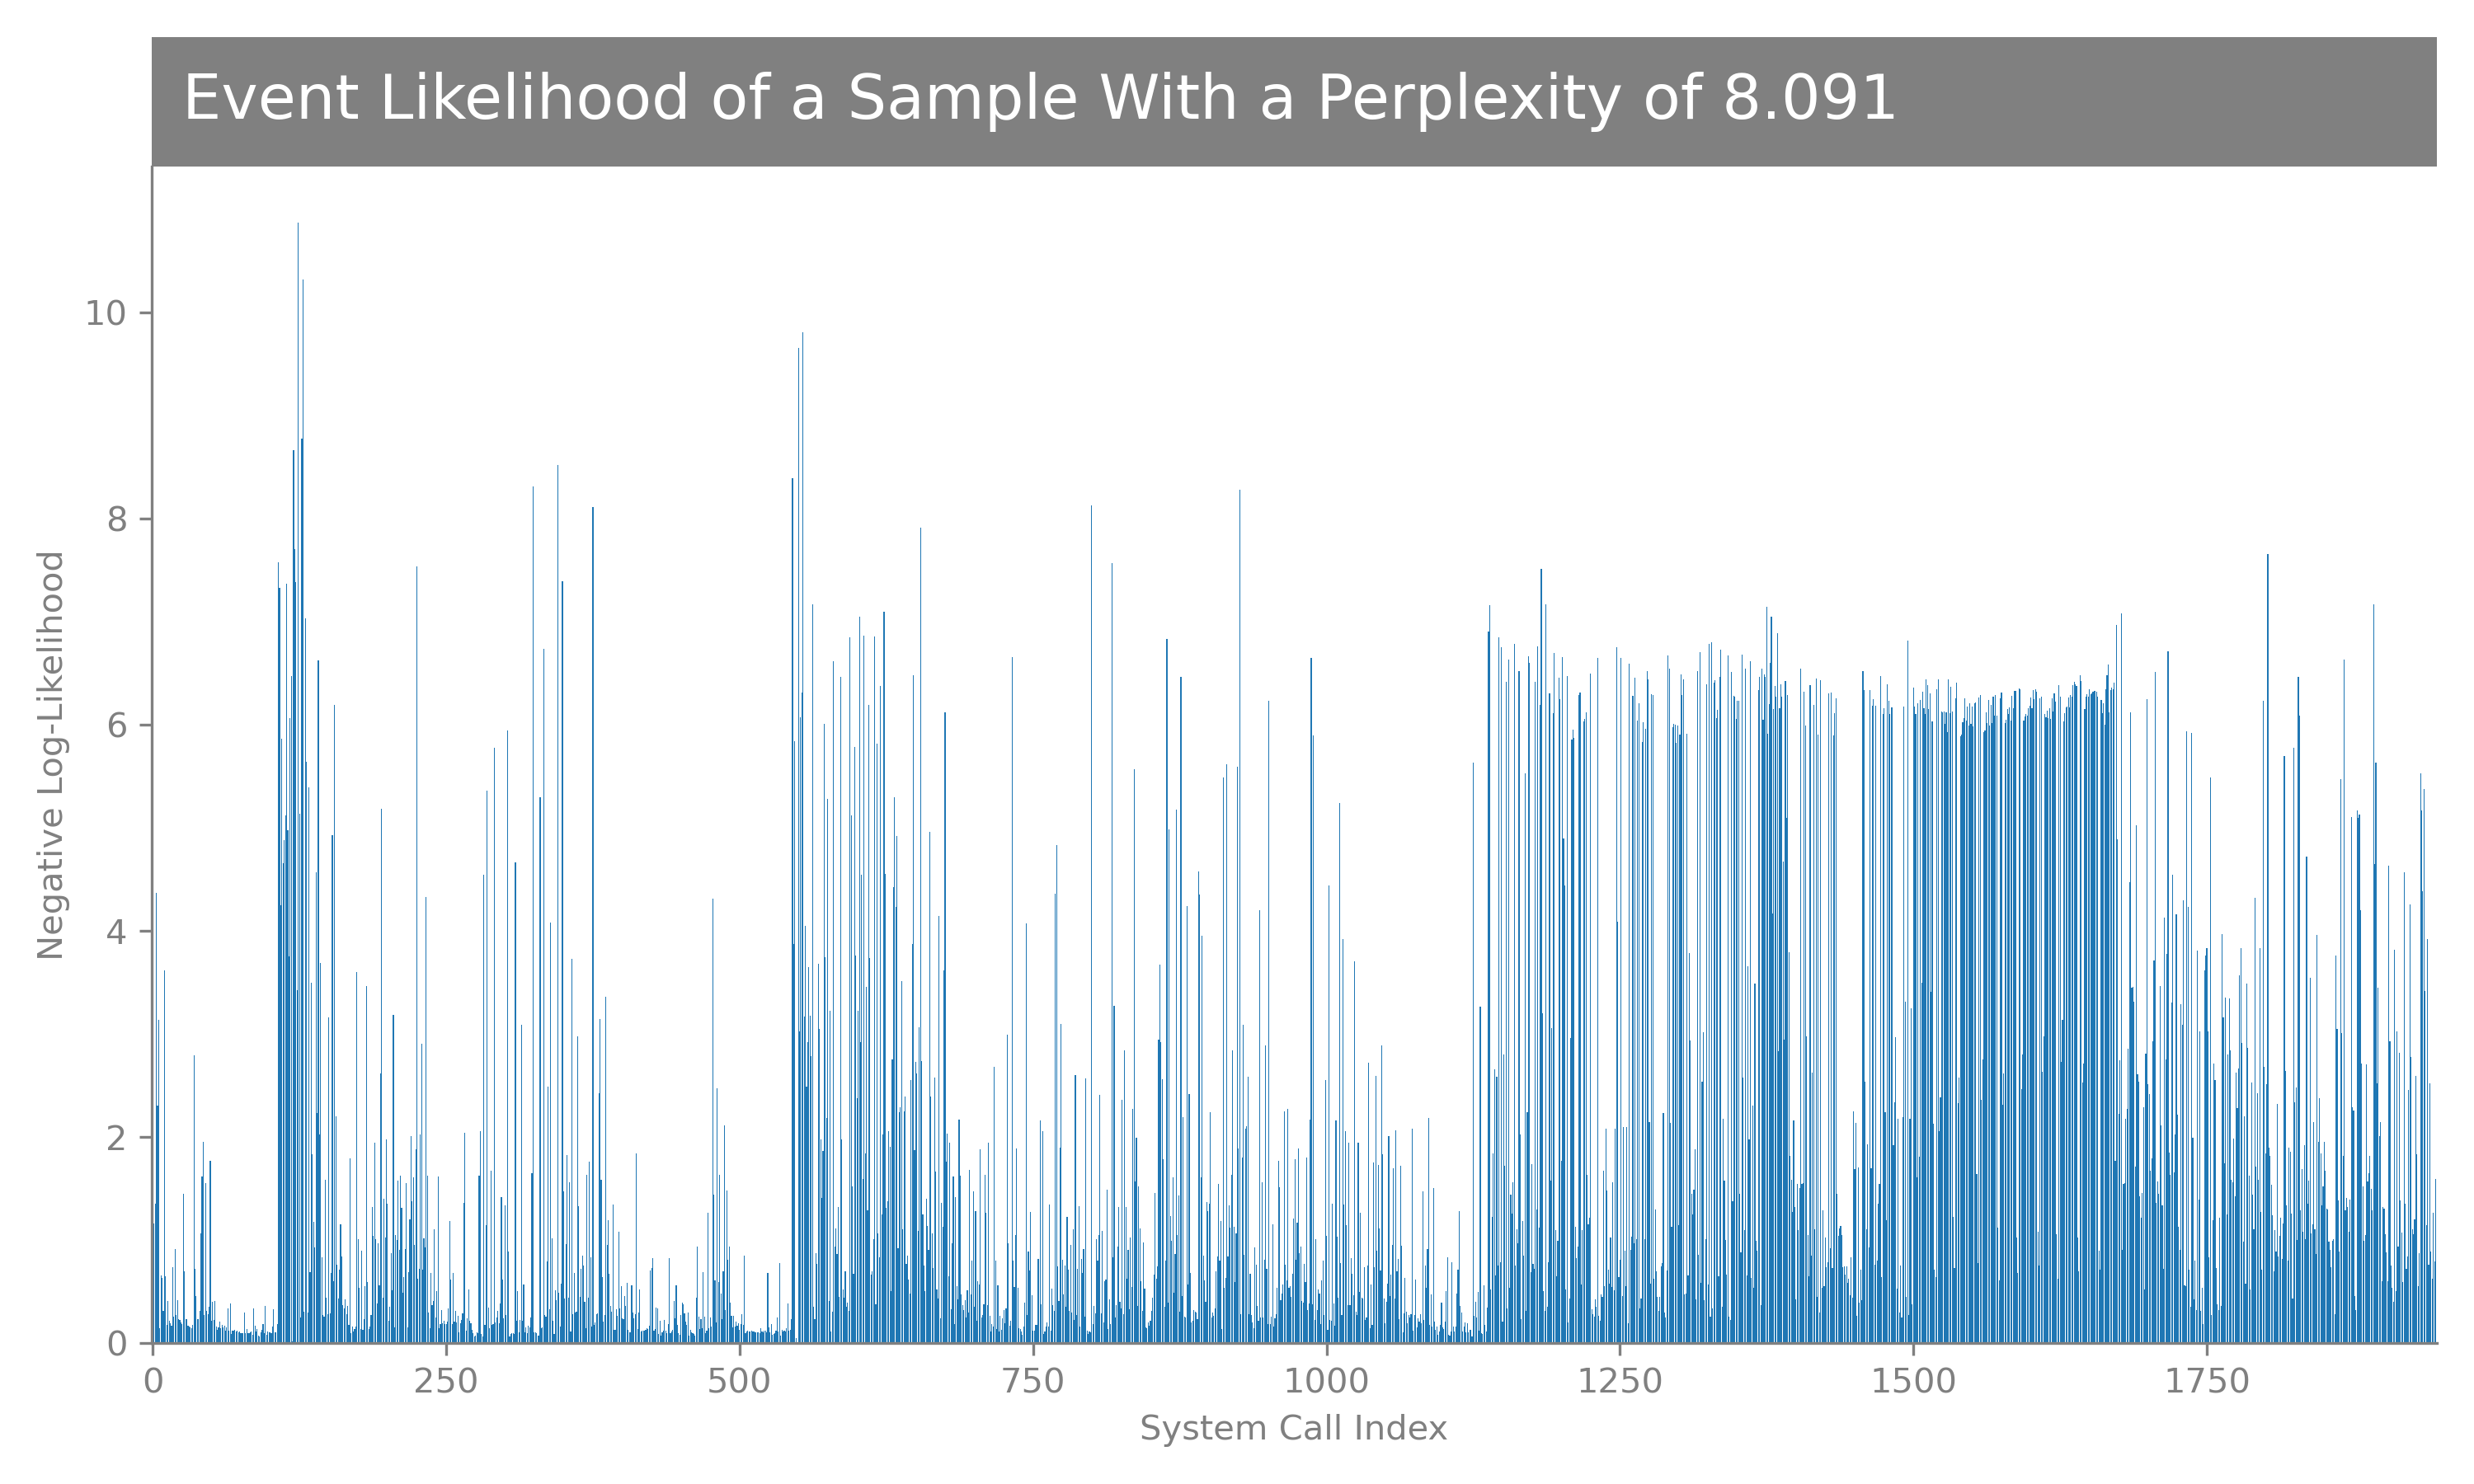 Event Likelihood of a Sample With a Perplexity of 8.091
Negative Log-Likelihood
10
8
6
4
2
0
0 250 500 750 1000 1250 1500 1750
System Call Index